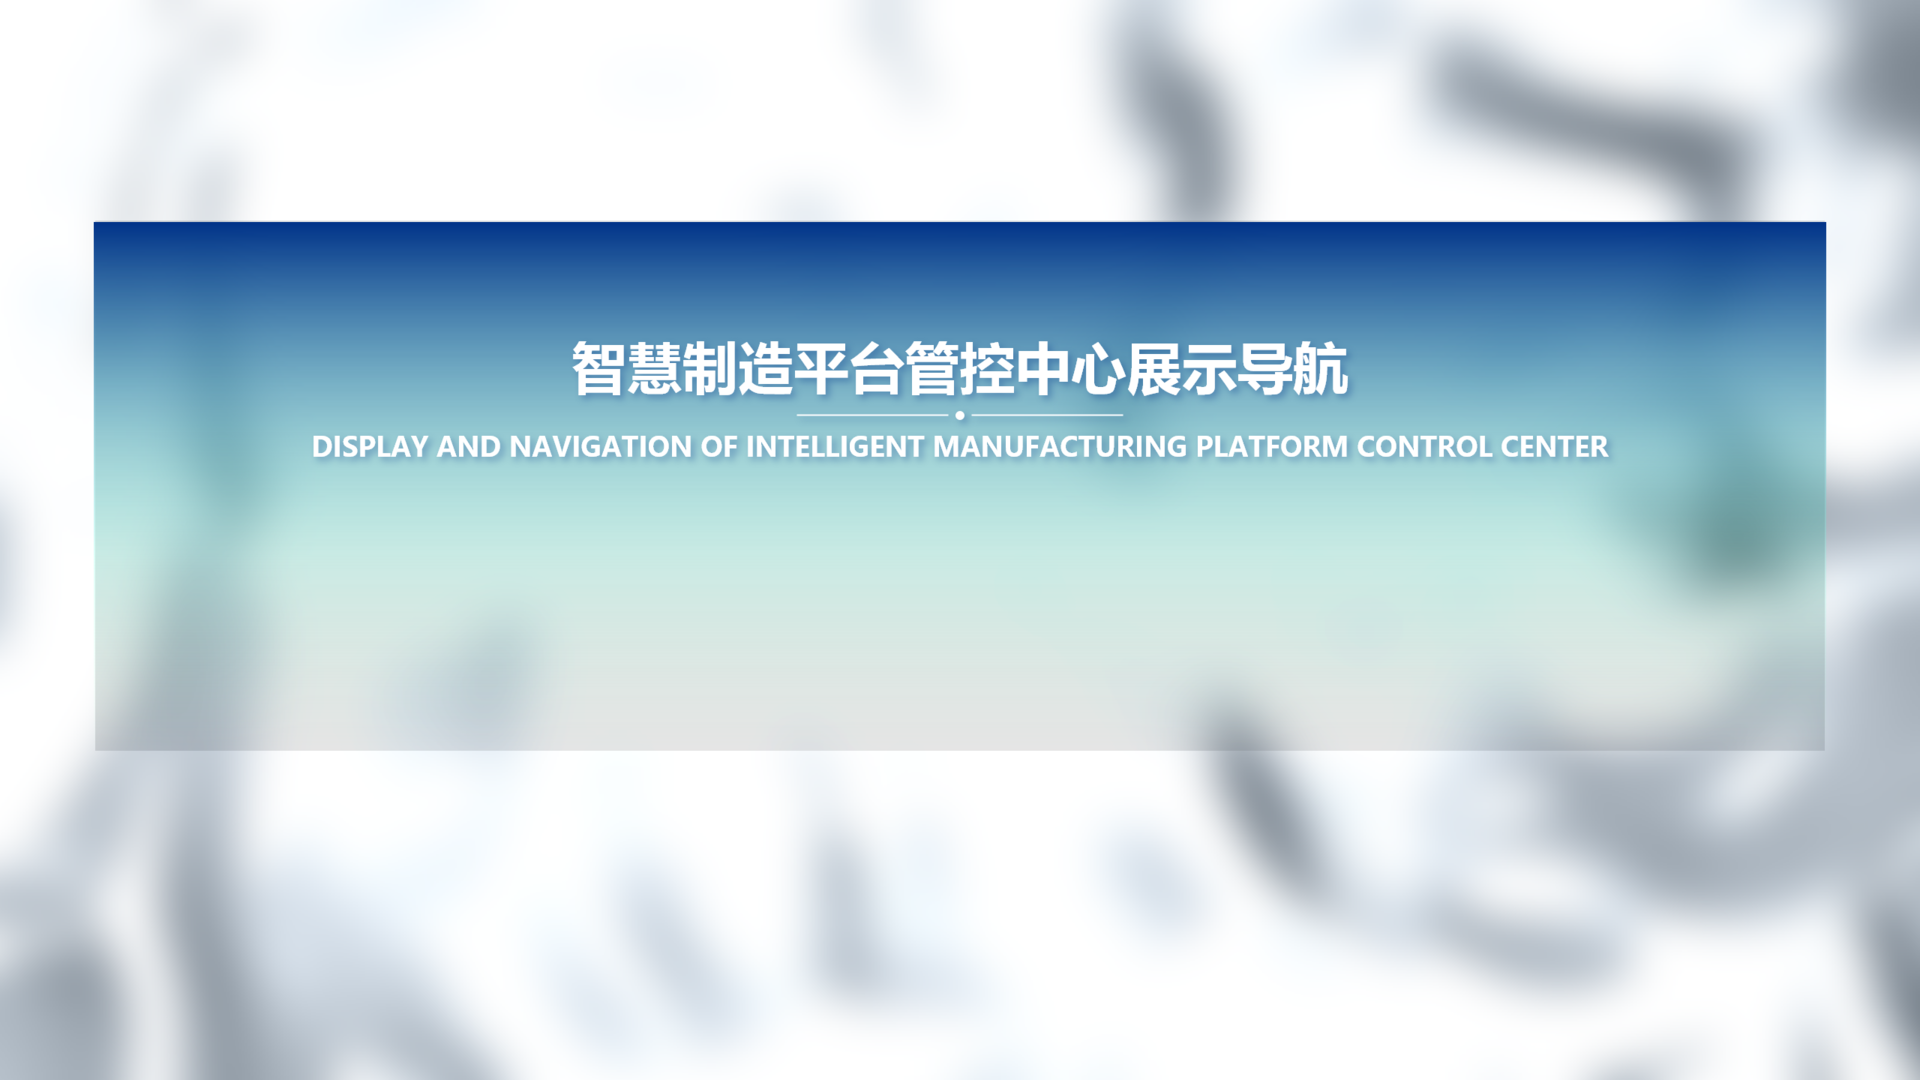 智慧制造平台管控中心展示导航
DISPLAY AND NAVIGATION OF INTELLIGENT MANUFACTURING PLATFORM CONTROL CENTER